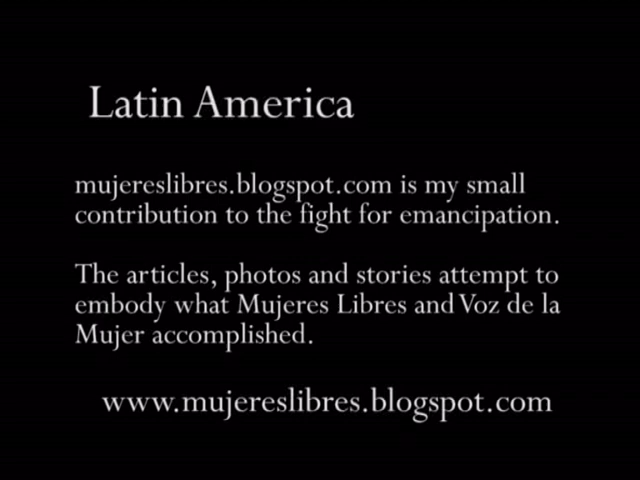 Latin America
mujereslibres.blogspot.com is my small
contribution to the fight for emancipation.
The articles, photos and stories attempt to
embody what Mujeres Libres and Voz de la
Mujer accomplished.
www.mujereslibres.blogspot.com